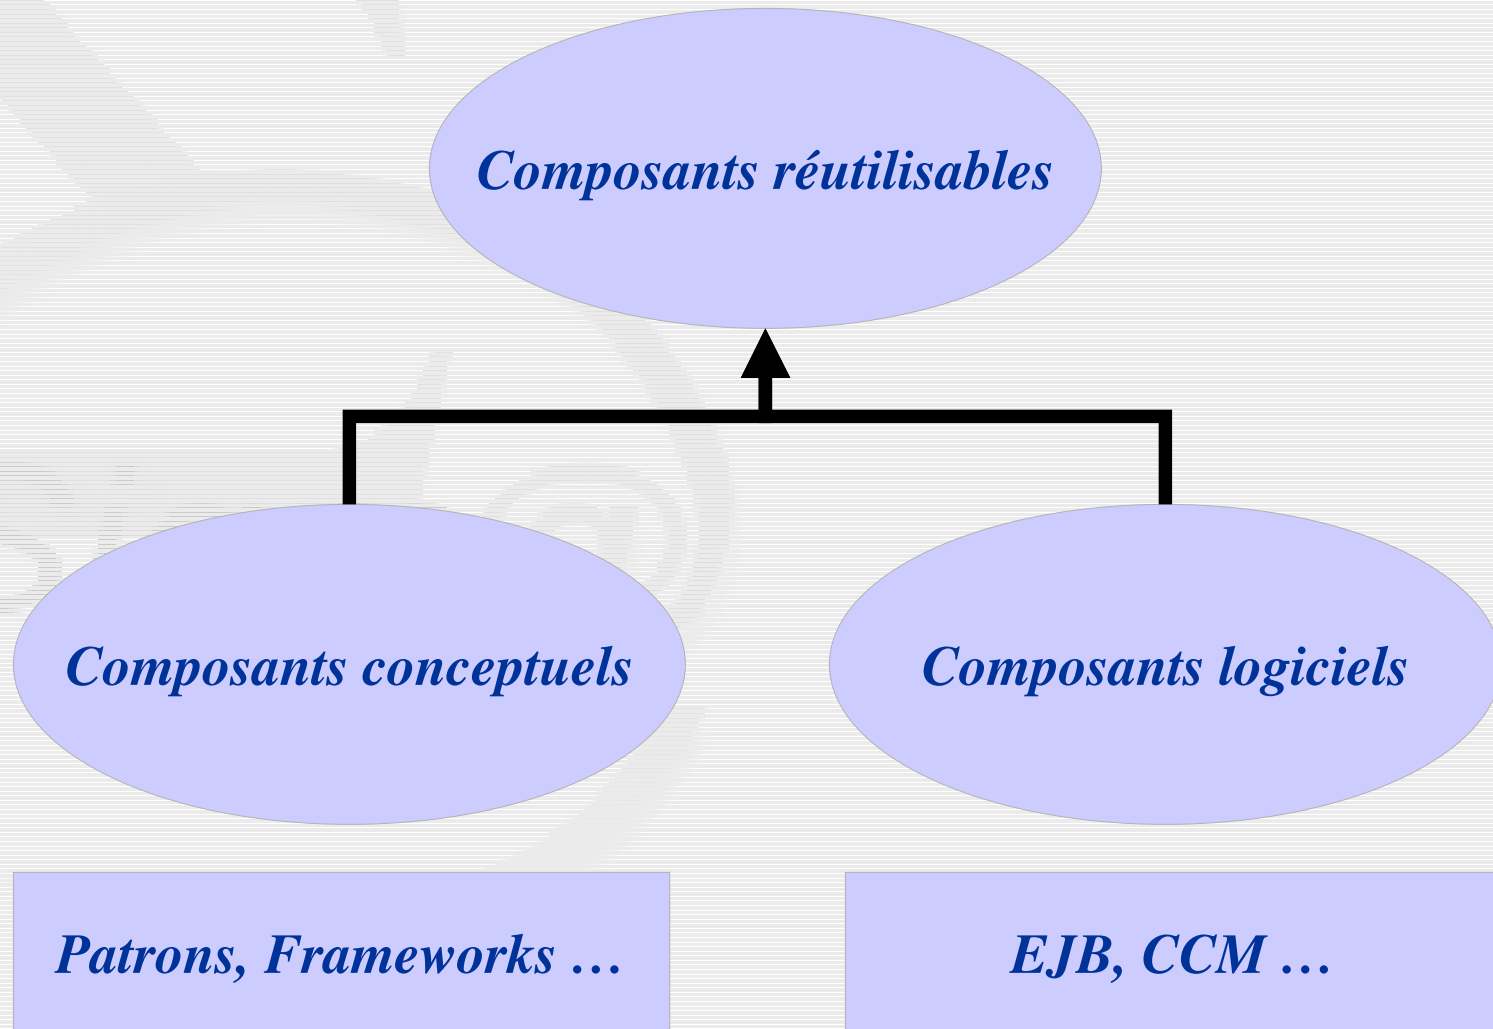 Composants réutilisables
Composants conceptuels
Composants logiciels
Patrons, Frameworks …
EJB, CCM …